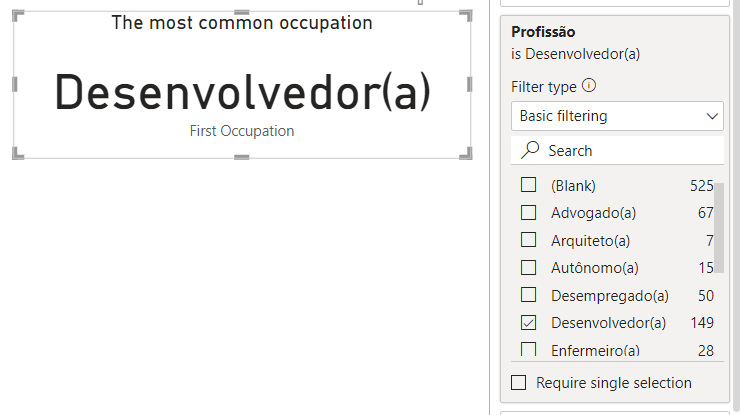 The most common occupation
Desenvolvedor(a)
First Occupation
Profissão
is Desenvolvedor(a)
Filter type
Basic filtering
Search
(Blank) 525
Advogado(a) 67
Arquiteto(a) 7
Autônomo(a) 15
Desempregado(a) 50
Desenvolvedor(a) 149
Enfermeiro(a) 28
Require single selection